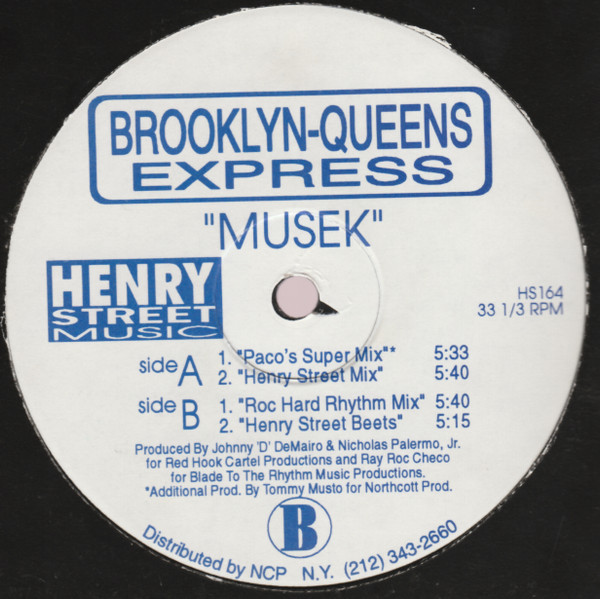 BROOKLYN-QUEENS
EXPRESS
"MUSEK"
HENRY
STREET
MUSIC
HS164
33 1/3 RPM
side A 1. "Paco's Super Mix"* 5:33
2. "Henry Street Mix" 5:40
side B 1. "Roc Hard Rhythm Mix" 5:40
2. "Henry Street Beets" 5:15
Produced By Johnny 'D' DeMairo & Nicholas Palermo, Jr.
for Red Hook Cartel Productions and Ray Roc Checo
for Blade To The Rhythm Music Productions.
*Additional Prod. By Tommy Musto for Northcott Prod.
B
Distributed by NCP N.Y. (212) 343-2660